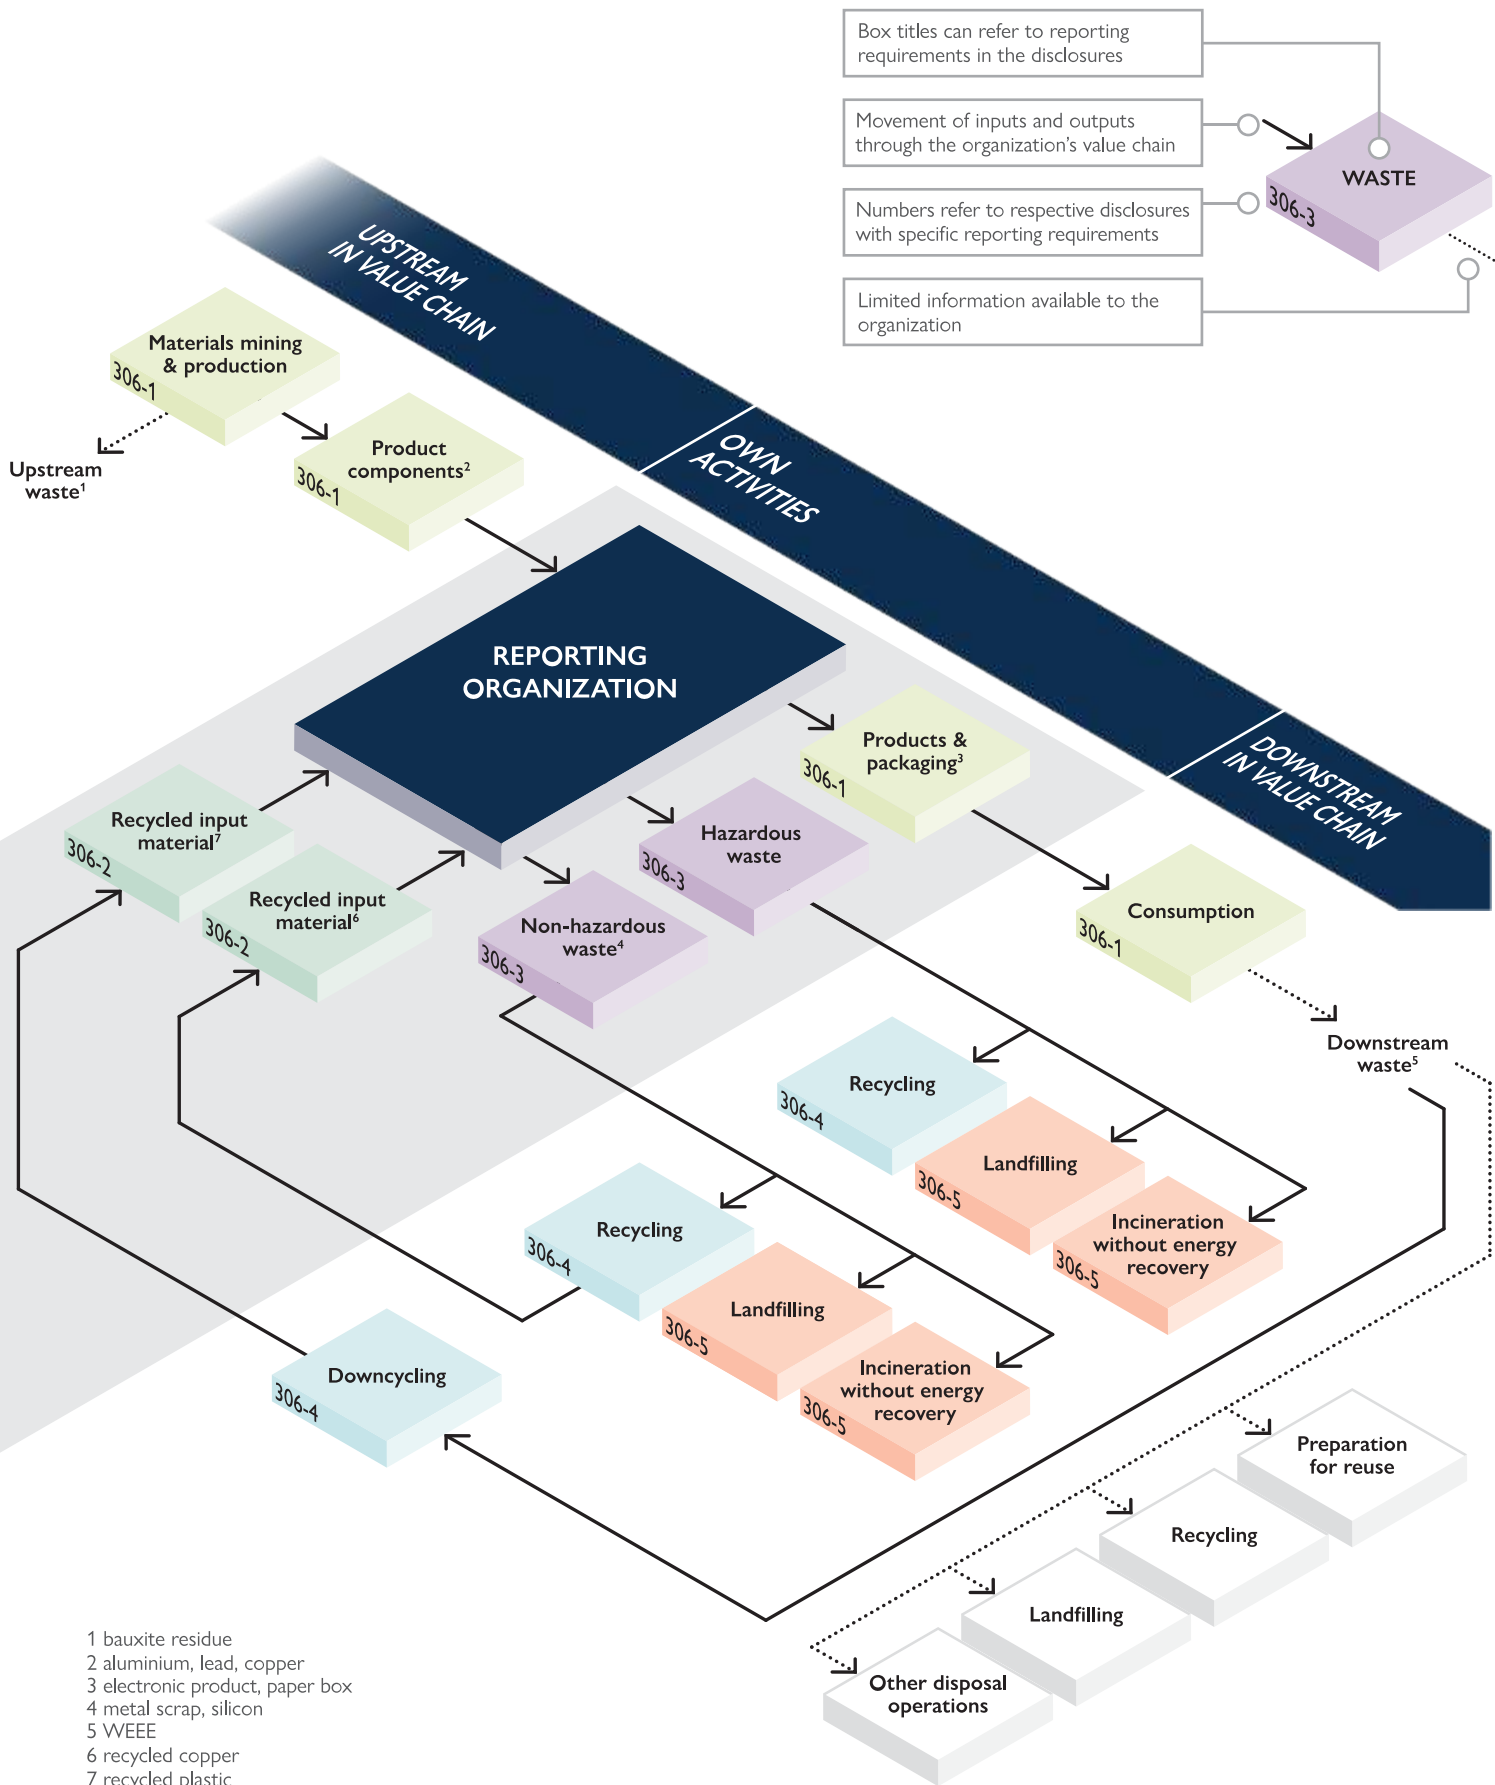 Box titles can refer to reporting
requirements in the disclosures
Movement of inputs and outputs
through the organization's value chain
Numbers refer to respective disclosures
with specific reporting requirements
Limited information available to the
organization
WASTE
306-3
UPSTREAM
IN VALUE CHAIN
OWN
ACTIVITIES
DOWNSTREAM
IN VALUE CHAIN
Materials mining
& production
306-1
Upstream
waste¹
Product
components²
306-1
REPORTING
ORGANIZATION
Products &
packaging³
306-1
Recycled input
material⁷
306-2
Recycled input
material⁶
306-2
Hazardous
waste
306-3
Non-hazardous
waste⁴
306-3
Consumption
306-1
Downstream
waste⁵
Recycling
306-4
Landfilling
306-5
Incineration
without energy
recovery
306-5
Recycling
306-4
Landfilling
306-5
Incineration
without energy
recovery
306-5
Downcycling
306-4
Preparation
for reuse
Recycling
Landfilling
Other disposal
operations
1 bauxite residue
2 aluminium, lead, copper
3 electronic product, paper box
4 metal scrap, silicon
5 WEEE
6 recycled copper
7 recycled plastic